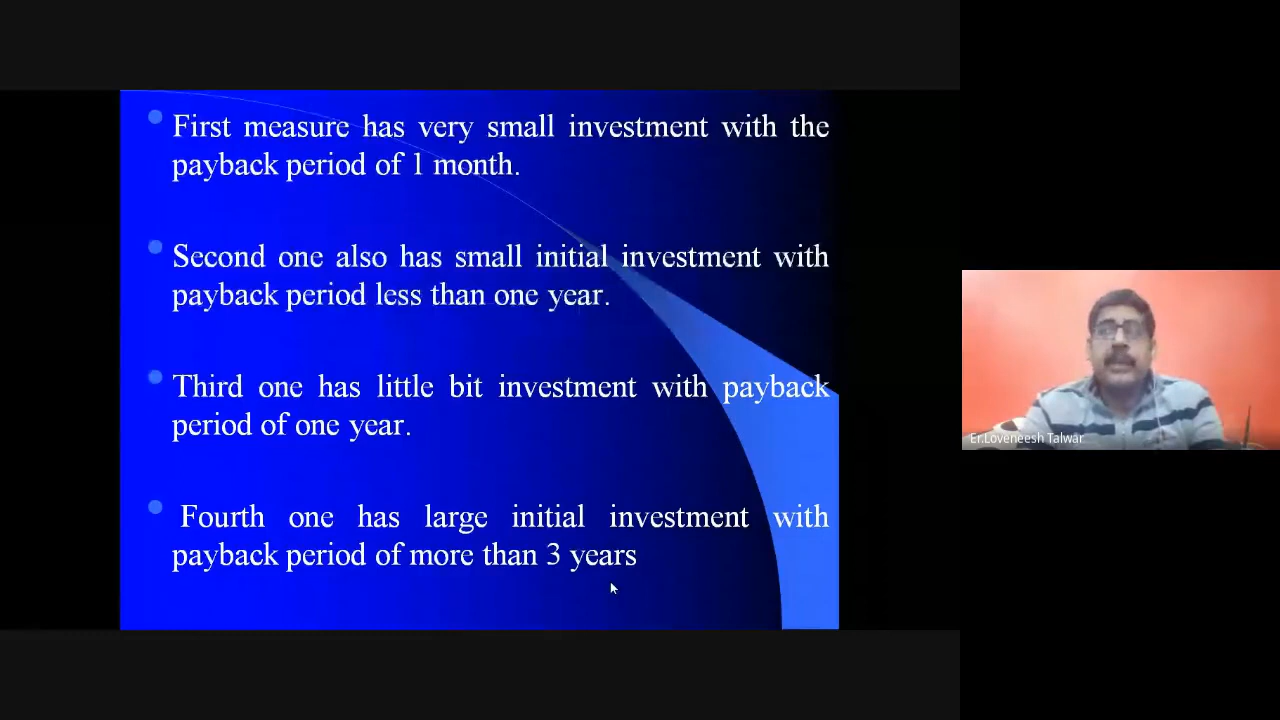 First measure has very small investment with the
payback period of 1 month.
Second one also has small initial investment with
payback period less than one year.
Third one has little bit investment with payback
period of one year.
Fourth one has large initial investment with
payback period of more than 3 years
Er.Loveneesh Talwar